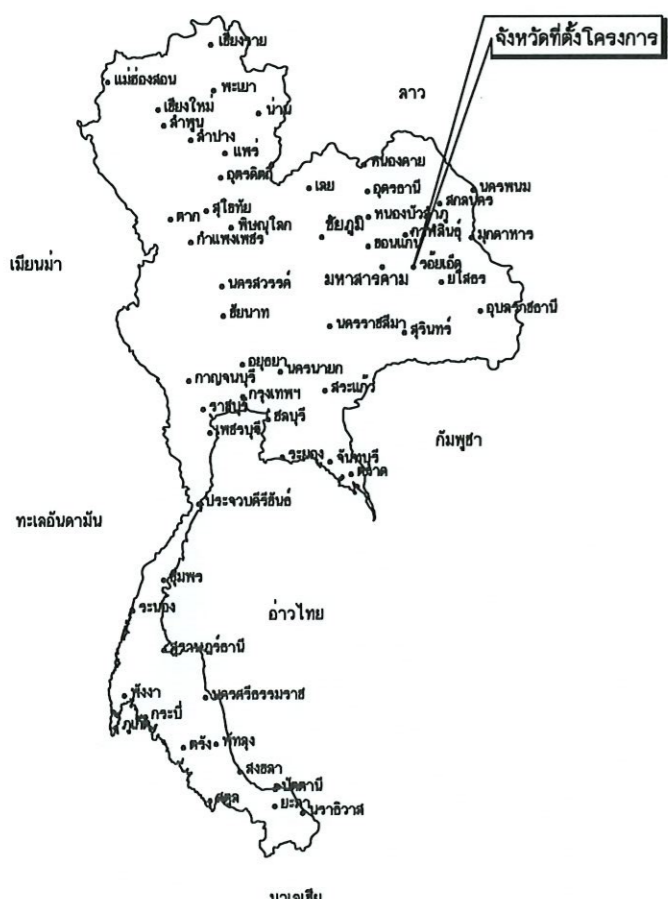 เชียงราย
จังหวัดที่ตั้งโครงการ
แม่ฮ่องสอน
พะเยา
ลาว
เชียงใหม่
น่าน
ลำพูน
ลำปาง
แพร่
หนองคาย
อุตรดิตถ์
เลย
อุดรธานี
นครพนม
สกลนคร
สุโขทัย
ตาก
หนองบัวลำภู
พิษณุโลก
ชัยภูมิ
กาฬสินธุ์
มุกดาหาร
กำแพงเพชร
ขอนแก่น
เมียนม่า
มหาสารคาม
ร้อยเอ็ด
ยโสธร
นครสวรรค์
อุบลราชธานี
ชัยนาท
นครราชสีมา
สุรินทร์
อยุธยา
นครนายก
กาญจนบุรี
สระแก้ว
กรุงเทพฯ
ราชบุรี
ชลบุรี
เพชรบุรี
กัมพูชา
ระยอง
จันทบุรี
ตราด
ประจวบคีรีขันธ์
ทะเลอันดามัน
ชุมพร
ระนอง
อ่าวไทย
สุราษฎร์ธานี
พังงา
นครศรีธรรมราช
กระบี่
ภูเก็ต
ตรัง
พัทลุง
สงขลา
ปัตตานี
สตูล
ยะลา
นราธิวาส
มาเลเซีย